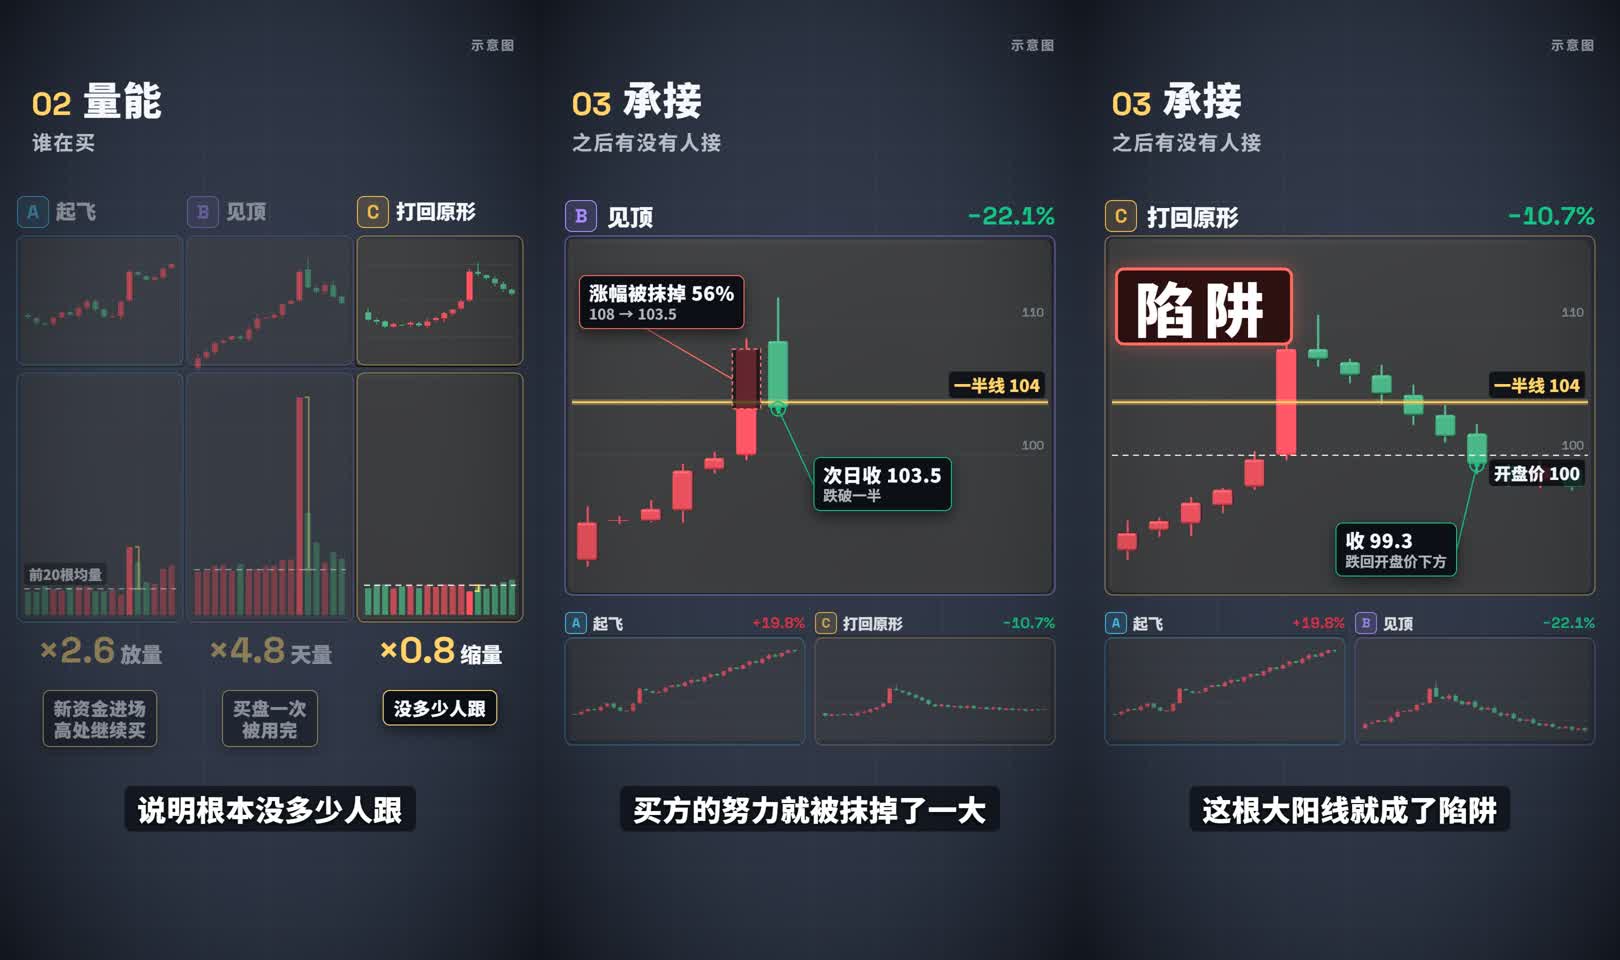 示意图
02 量能
谁在买
A 起飞
B 见顶
C 打回原形
前20根均量
×2.6 放量
×4.8 天量
×0.8 缩量
新资金进场
高处继续买
买盘一次
被用完
没多少人跟
说明根本没多少人跟
示意图
03 承接
之后有没有人接
B 见顶
-22.1%
涨幅被抹掉 56%
108 → 103.5
110
一半线 104
100
次日收 103.5
跌破一半
A 起飞
+19.8%
C 打回原形
-10.7%
买方的努力就被抹掉了一大
示意图
03 承接
之后有没有人接
C 打回原形
-10.7%
陷阱
110
一半线 104
100
开盘价 100
收 99.3
跌回开盘价下方
A 起飞
+19.8%
B 见顶
-22.1%
这根大阳线就成了陷阱